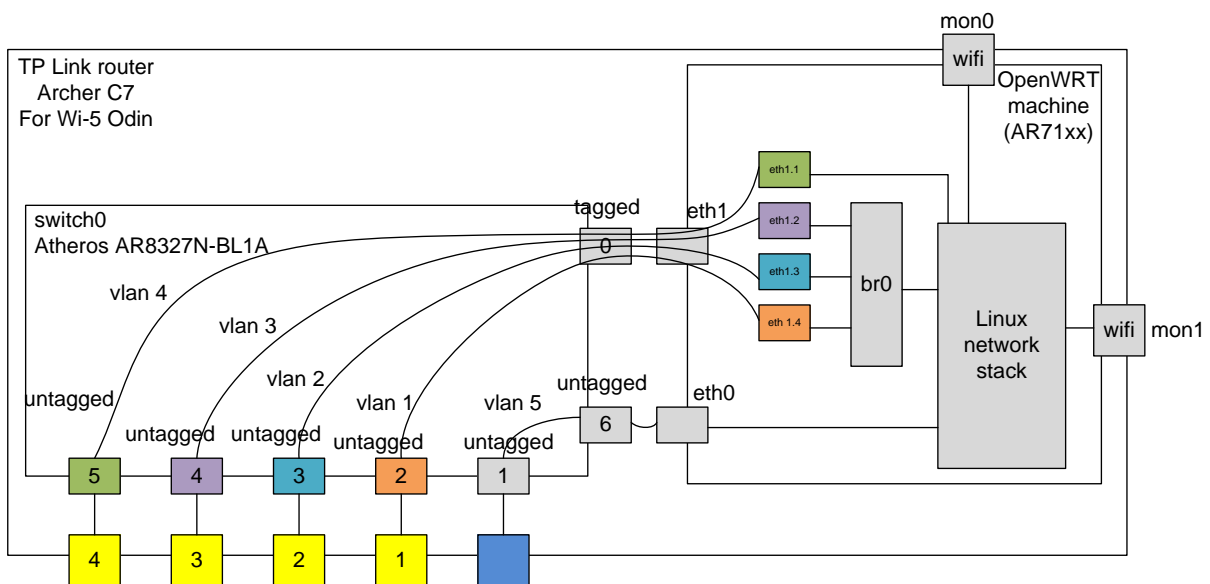 mon0
wifi
TP Link router
Archer C7
For Wi-5 Odin
OpenWRT
machine
(AR71xx)
eth1.1
switch0
Atheros AR8327N-BL1A
tagged
0
eth1
eth1.2
eth1.3
eth 1.4
br0
Linux
network
stack
wifi
mon1
vlan 4
vlan 3
vlan 2
vlan 1
vlan 5
untagged
6
eth0
untagged
untagged
untagged
untagged
untagged
5
4
3
2
1
4
3
2
1